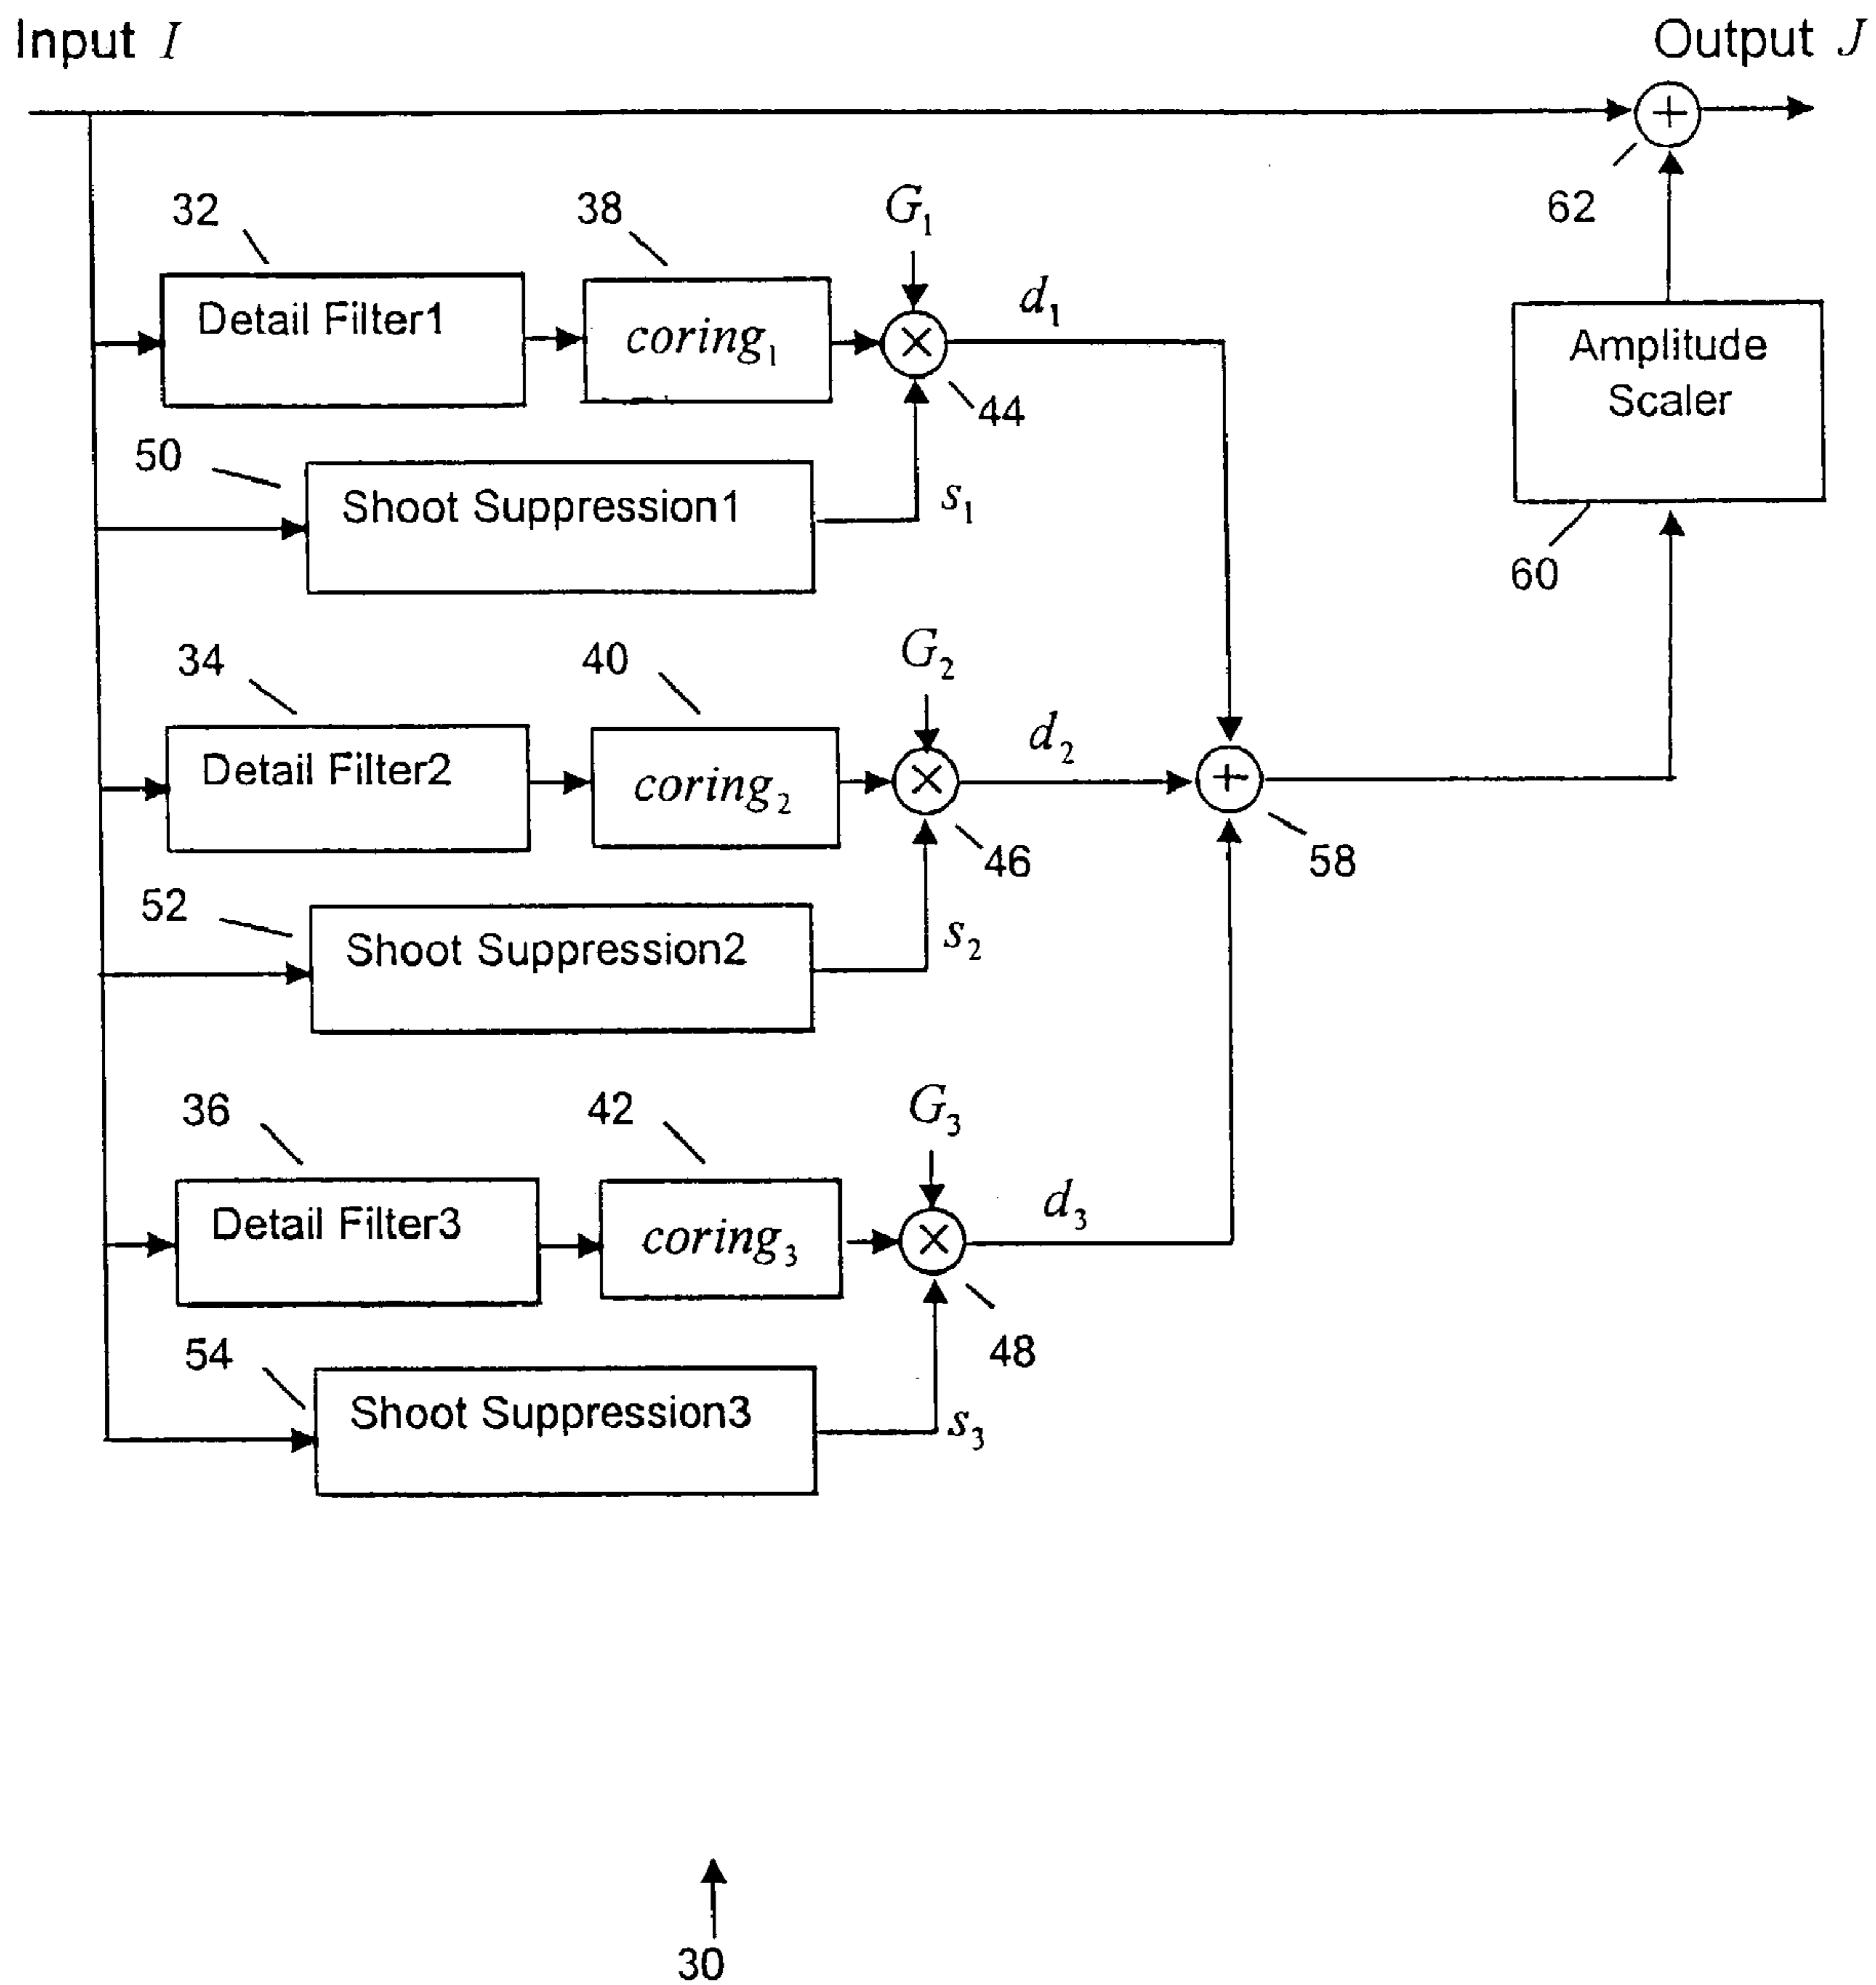 Input I
Output J
62
32
38
G₁
d₁
Detail Filter1
coring₁
44
Amplitude
Scaler
50
Shoot Suppression1
s₁
60
34
40
G₂
d₂
Detail Filter2
coring₂
46
58
52
Shoot Suppression2
s₂
36
42
G₃
d₃
Detail Filter3
coring₃
48
54
Shoot Suppression3
s₃
30